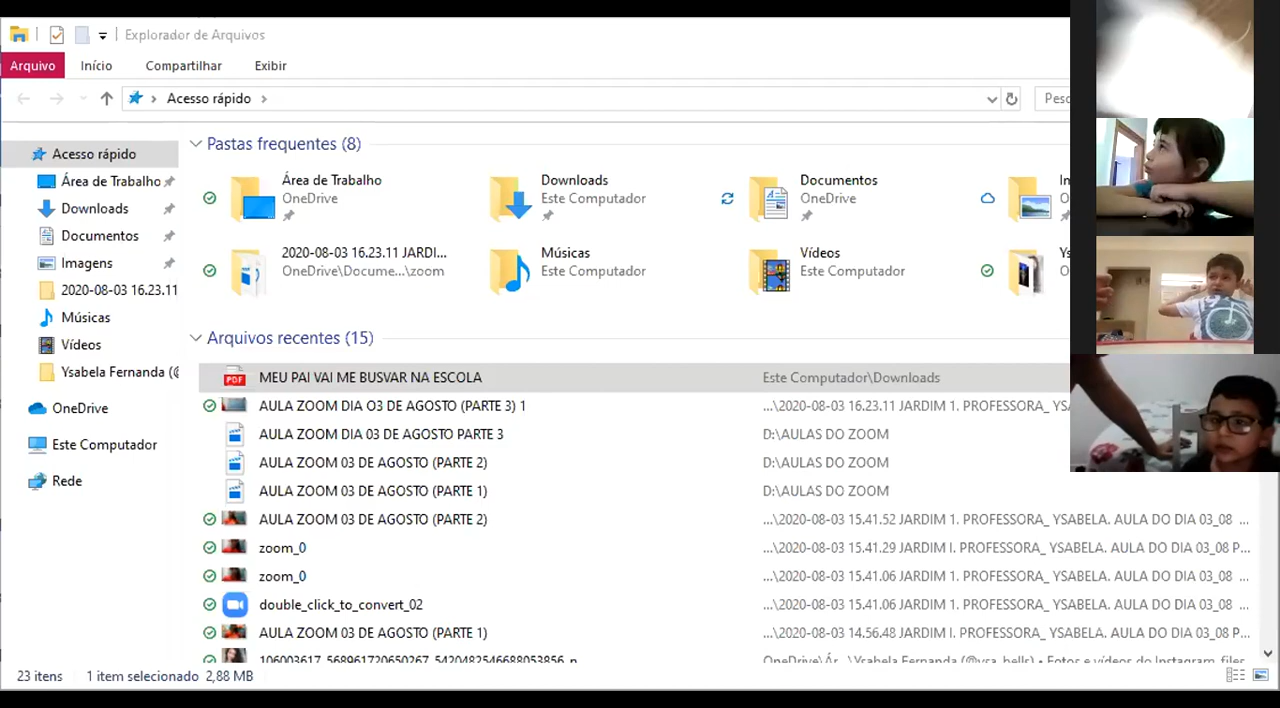 Explorador de Arquivos
Arquivo Início Compartilhar Exibir
Acesso rápido
Acesso rápido
Área de Trabalho
Downloads
Documentos
Imagens
2020-08-03 16.23.11
Músicas
Vídeos
Ysabela Fernanda (@
OneDrive
Este Computador
Rede
Pastas frequentes (8)
Área de Trabalho
OneDrive
Downloads
Este Computador
Documentos
OneDrive
2020-08-03 16.23.11 JARDI...
OneDrive\Docume...\zoom
Músicas
Este Computador
Vídeos
Este Computador
Arquivos recentes (15)
PDF MEU PAI VAI ME BUSVAR NA ESCOLA Este Computador\Downloads
AULA ZOOM DIA O3 DE AGOSTO (PARTE 3) 1 ...\2020-08-03 16.23.11 JARDIM 1. PROFESSORA_ YSA
AULA ZOOM DIA 03 DE AGOSTO PARTE 3 D:\AULAS DO ZOOM
AULA ZOOM 03 DE AGOSTO (PARTE 2) D:\AULAS DO ZOOM
AULA ZOOM 03 DE AGOSTO (PARTE 1) D:\AULAS DO ZOOM
AULA ZOOM 03 DE AGOSTO (PARTE 2) ...\2020-08-03 15.41.52 JARDIM 1. PROFESSORA_ YSABELA. AULA DO DIA 03_08 ...
zoom_0 ...\2020-08-03 15.41.29 JARDIM I. PROFESSORA_ YSABELA. AULA DO DIA 03_08 P...
zoom_0 ...\2020-08-03 15.41.06 JARDIM 1. PROFESSORA_ YSABELA. AULA DO DIA 03_08 ...
double_click_to_convert_02 ...\2020-08-03 15.41.06 JARDIM 1. PROFESSORA_ YSABELA. AULA DO DIA 03_08 ...
AULA ZOOM 03 DE AGOSTO (PARTE 1) ...\2020-08-03 14.56.48 JARDIM I. PROFESSORA_ YSABELA. AULA DO DIA 03_08 ...
106003617_568961720650267_5420482546688053856_n OneDrive\Ár...\Ysabela Fernanda (@ysa_bells) • Fotos e vídeos do Instagram_files
23 itens 1 item selecionado 2,88 MB